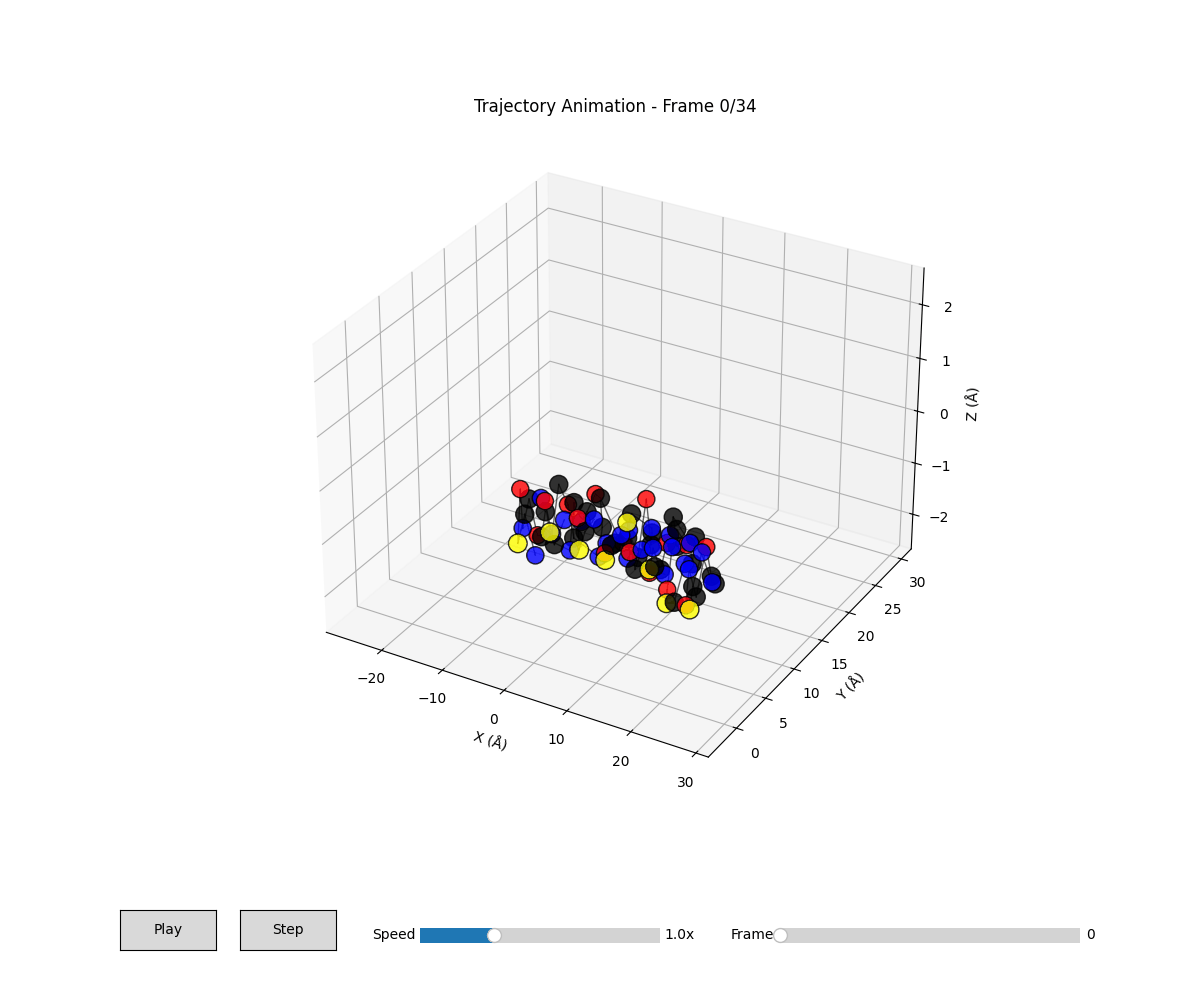 Trajectory Animation - Frame 0/34
2
1
0
−1
−2
Z (Å)
30
25
20
15
10
5
0
Y (Å)
−20
−10
0
10
20
30
X (Å)
Play
Step
Speed
1.0x
Frame
0